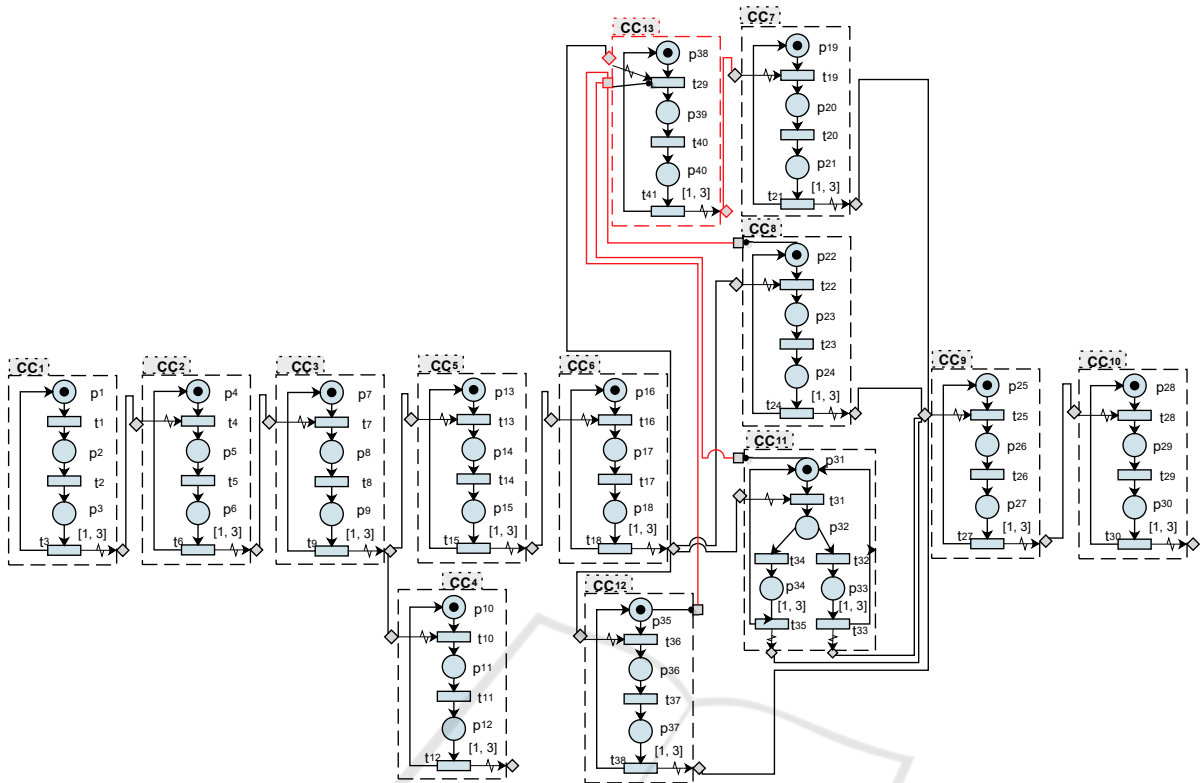 CC13
p38
t29
p39
t40
p40
t41
[1, 3]
CC7
p19
t19
p20
t20
p21
t21
[1, 3]
CC8
p22
t22
p23
t23
p24
t24
[1, 3]
CC1
p1
t1
p2
t2
p3
t3
[1, 3]
CC2
p4
t4
p5
t5
p6
t6
[1, 3]
CC3
p7
t7
p8
t8
p9
t9
[1, 3]
CC5
p13
t13
p14
t14
p15
t15
[1, 3]
CC6
p16
t16
p17
t17
p18
t18
[1, 3]
CC11
p31
t31
p32
t34
t32
p34
p33
[1, 3]
[1, 3]
t35
t33
CC9
p25
t25
p26
t26
p27
t27
[1, 3]
CC10
p28
t28
p29
t29
p30
t30
[1, 3]
CC4
p10
t10
p11
t11
p12
t12
[1, 3]
CC12
p35
t36
p36
t37
p37
t38
[1, 3]